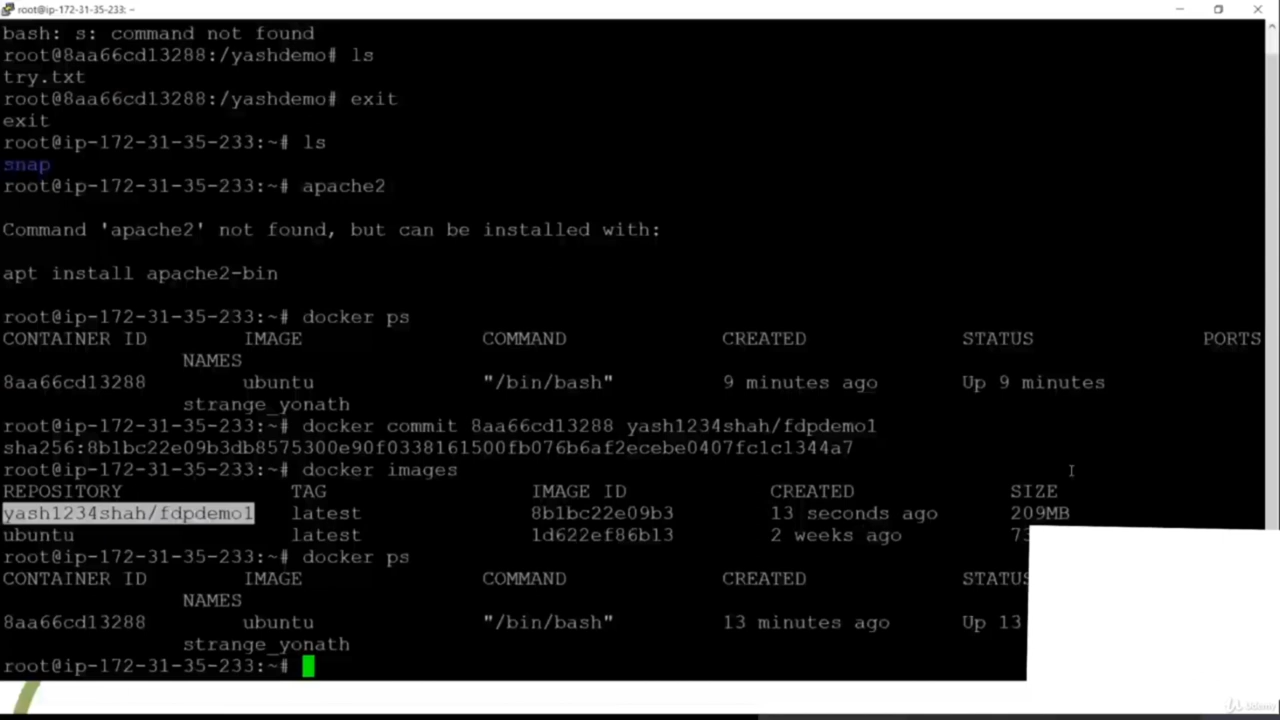 root@ip-172-31-35-233: ~
bash: s: command not found
root@8aa66cd13288:/yashdemo# ls
try.txt
root@8aa66cd13288:/yashdemo# exit
exit
root@ip-172-31-35-233:~# ls
snap
root@ip-172-31-35-233:~# apache2
Command 'apache2' not found, but can be installed with:
apt install apache2-bin
root@ip-172-31-35-233:~# docker ps
CONTAINER ID IMAGE COMMAND CREATED STATUS PORTS
NAMES
8aa66cd13288 ubuntu "/bin/bash" 9 minutes ago Up 9 minutes
strange_yonath
root@ip-172-31-35-233:~# docker commit 8aa66cd13288 yash1234shah/fdpdemo1
sha256:8b1bc22e09b3db8575300e90f0338161500fb076b6af2ecebe0407fc1c1344a7
root@ip-172-31-35-233:~# docker images
REPOSITORY TAG IMAGE ID CREATED SIZE
yash1234shah/fdpdemo1 latest 8b1bc22e09b3 13 seconds ago 209MB
ubuntu latest 1d622ef86b13 2 weeks ago 73
root@ip-172-31-35-233:~# docker ps
CONTAINER ID IMAGE COMMAND CREATED STATUS
NAMES
8aa66cd13288 ubuntu "/bin/bash" 13 minutes ago Up 13
strange_yonath
root@ip-172-31-35-233:~#
udemy